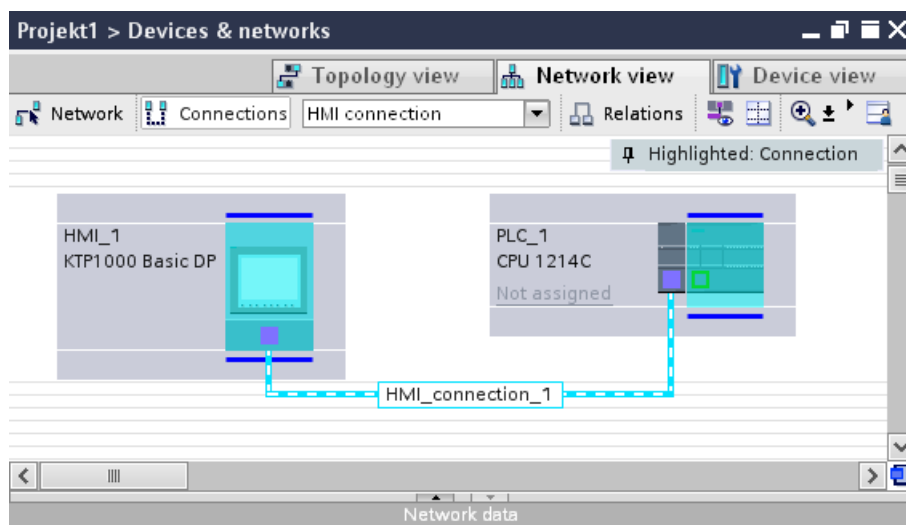 Projekt1 > Devices & networks
Topology view
Network view
Device view
Network
Connections
HMI connection
Relations
Highlighted: Connection
HMI_1
KTP1000 Basic DP
PLC_1
CPU 1214C
Not assigned
HMI_connection_1
Network data